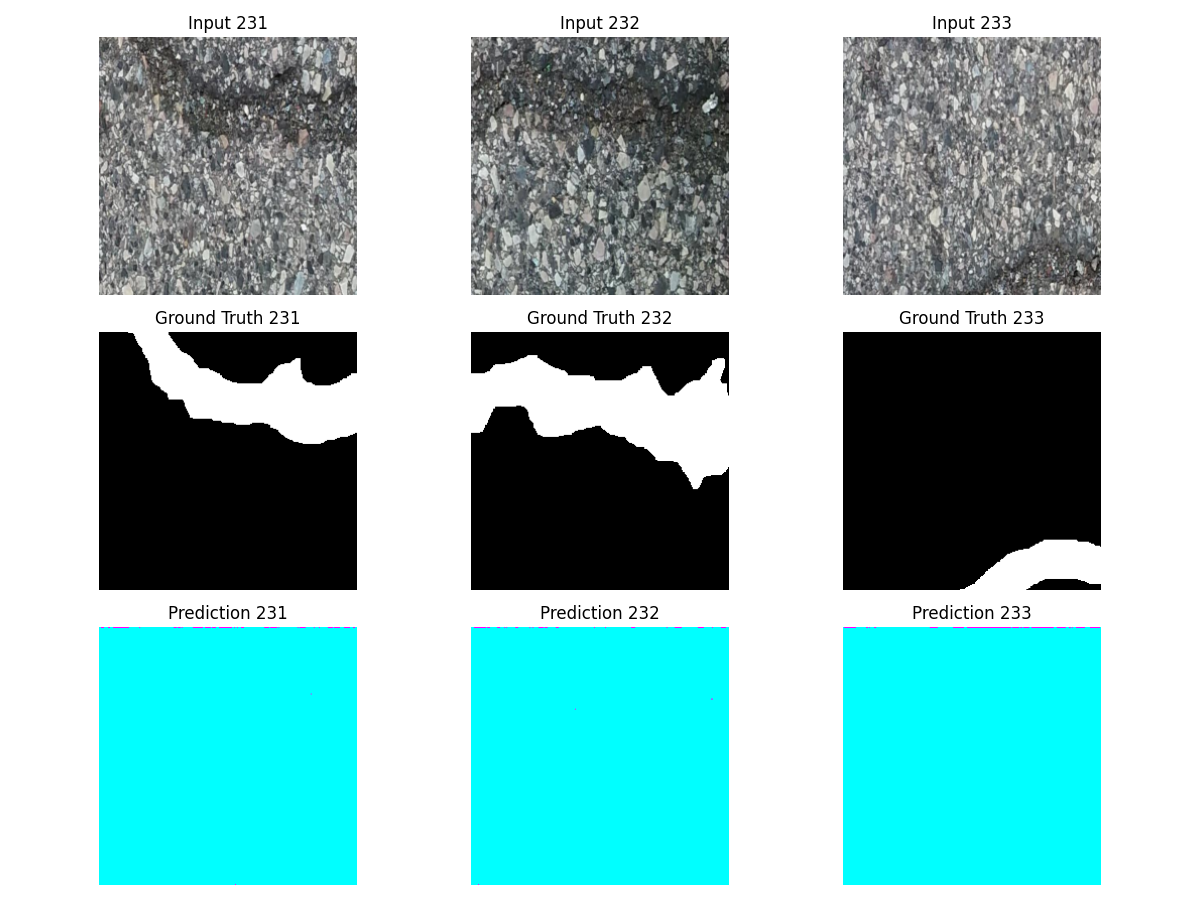 Input 231
Input 232
Input 233
Ground Truth 231
Ground Truth 232
Ground Truth 233
Prediction 231
Prediction 232
Prediction 233